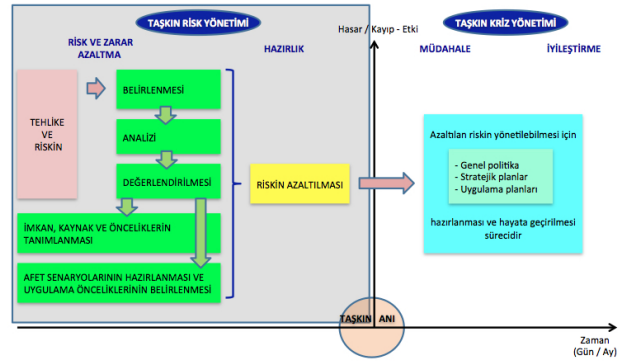 TAŞKIN RİSK YÖNETİMİ
TAŞKIN KRİZ YÖNETİMİ
Hasar / Kayıp - Etki
RİSK VE ZARAR
AZALTMA
HAZIRLIK
MÜDAHALE
İYİLEŞTİRME
TEHLİKE
VE
RİSKİN
BELİRLENMESİ
ANALİZİ
DEĞERLENDİRİLMESİ
İMKAN, KAYNAK VE ÖNCELİKLERİN
TANIMLANMASI
AFET SENARYOLARININ HAZIRLANMASI VE
UYGULAMA ÖNCELİKLERİNİN BELİRLENMESİ
RİSKİN AZALTILMASI
Azaltılan riskin yönetilebilmesi için
- Genel politika
- Stratejik planlar
- Uygulama planları
hazırlanması ve hayata geçirilmesi
sürecidir
TAŞKIN ANI
Zaman
(Gün / Ay)